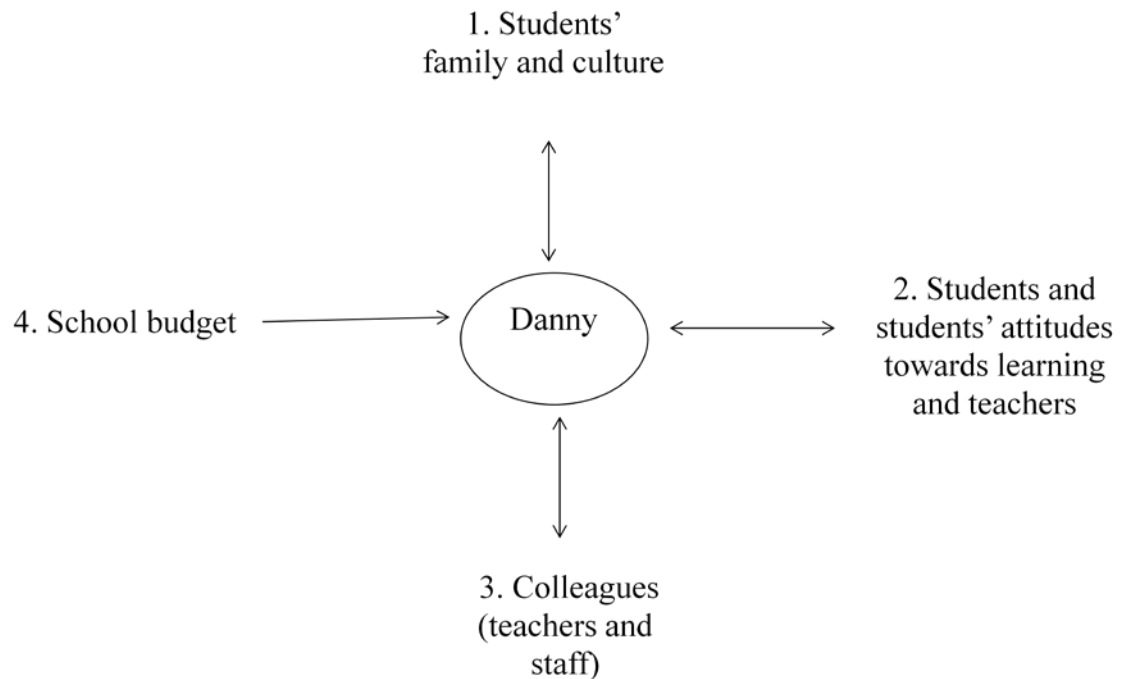 1. Students’
family and culture
4. School budget
Danny
2. Students and
students’ attitudes
towards learning
and teachers
3. Colleagues
(teachers and
staff)